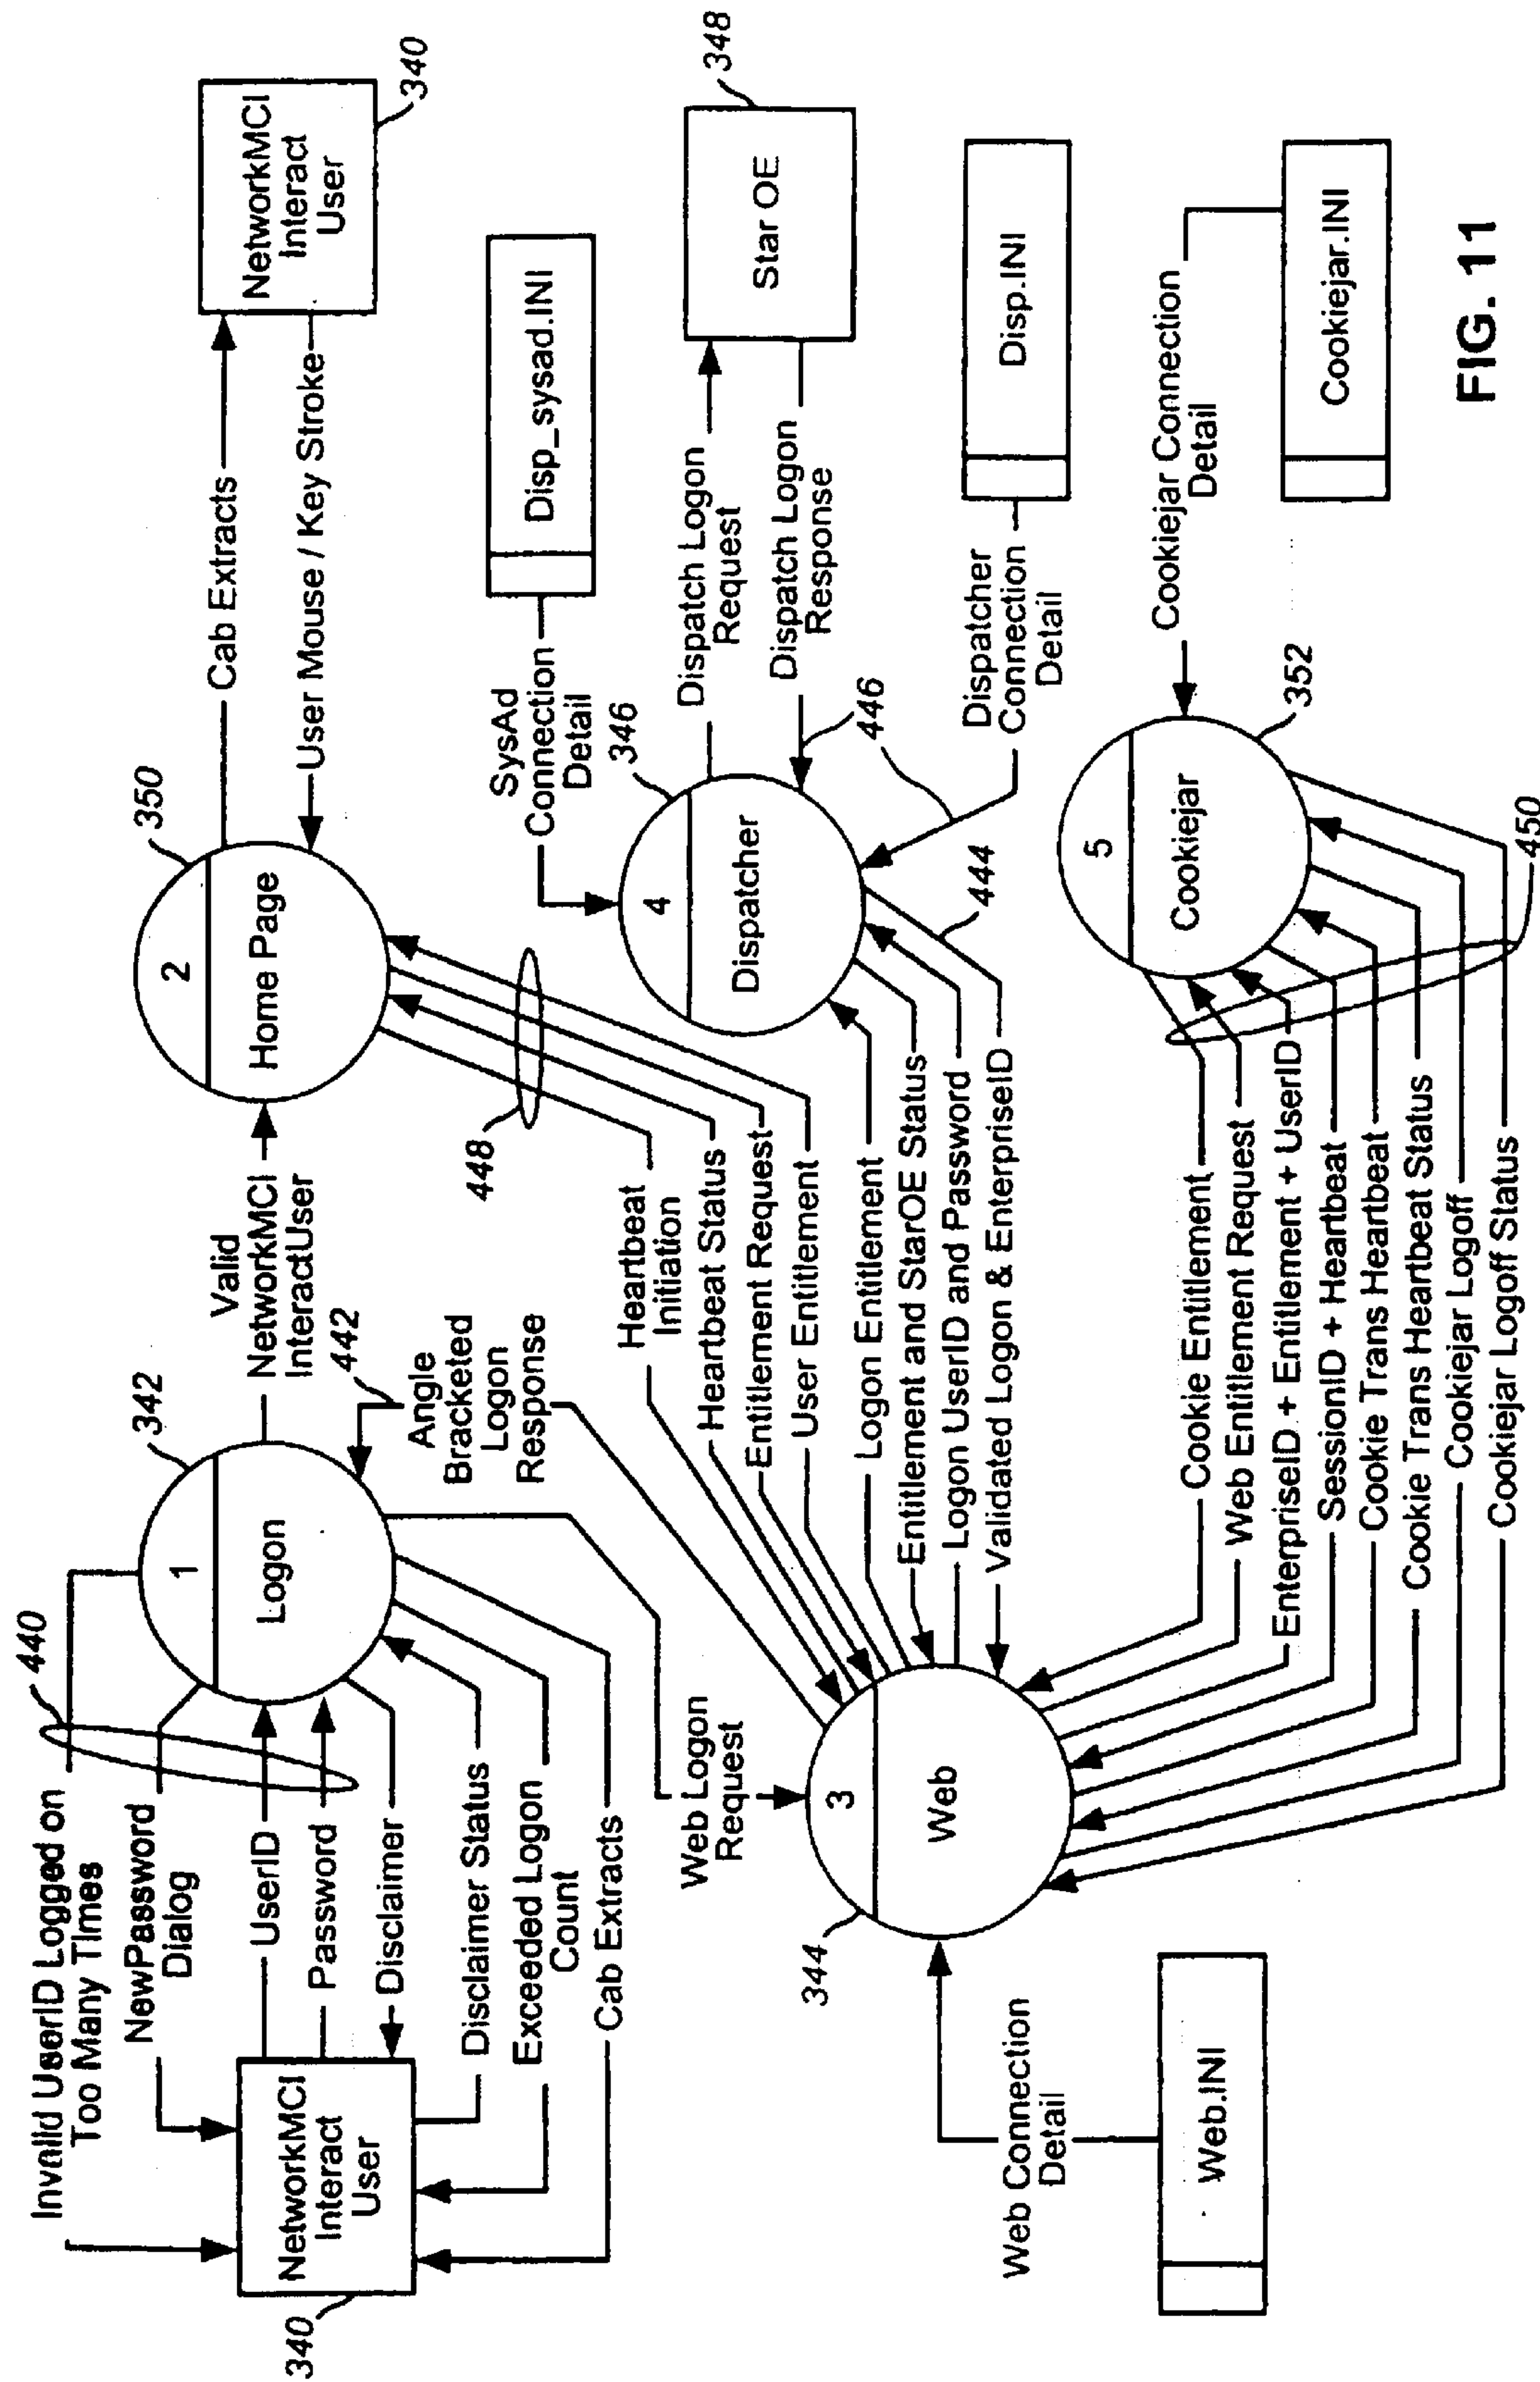 Invalid UserID Logged on
Too Many Times
440
NewPassword
Dialog
UserID
Password
Disclaimer
Disclaimer Status
Exceeded Logon
Count
Cab Extracts
NetworkMCI
Interact
User
340
1
Logon
342
Valid
NetworkMCI
InteractUser
2
Home Page
350
Cab Extracts
User Mouse / Key Stroke
NetworkMCI
Interact
User
340
442
Angle
Bracketed
Logon
Response
Web Logon
Request
448
Heartbeat
Initiation
Heartbeat Status
Entitlement Request
User Entitlement
SysAd
Connection
Detail
Disp_sysad.INI
346
4
Dispatcher
Dispatch Logon
Request
Dispatch Logon
Response
Star OE
348
446
444
Dispatcher
Connection
Detail
Disp.INI
Logon Entitlement
Entitlement and StarOE Status
Logon UserID and Password
Validated Logon & EnterpriseID
344
3
Web
Web Connection
Detail
Web.INI
5
Cookiejar
352
Cookiejar Connection
Detail
Cookiejar.INI
Cookie Entitlement
Web Entitlement Request
EnterpriseID + Entitlement + UserID
SessionID + Heartbeat
Cookie Trans Heartbeat
Cookie Trans Heartbeat Status
Cookiejar Logoff
Cookiejar Logoff Status
450
FIG. 11